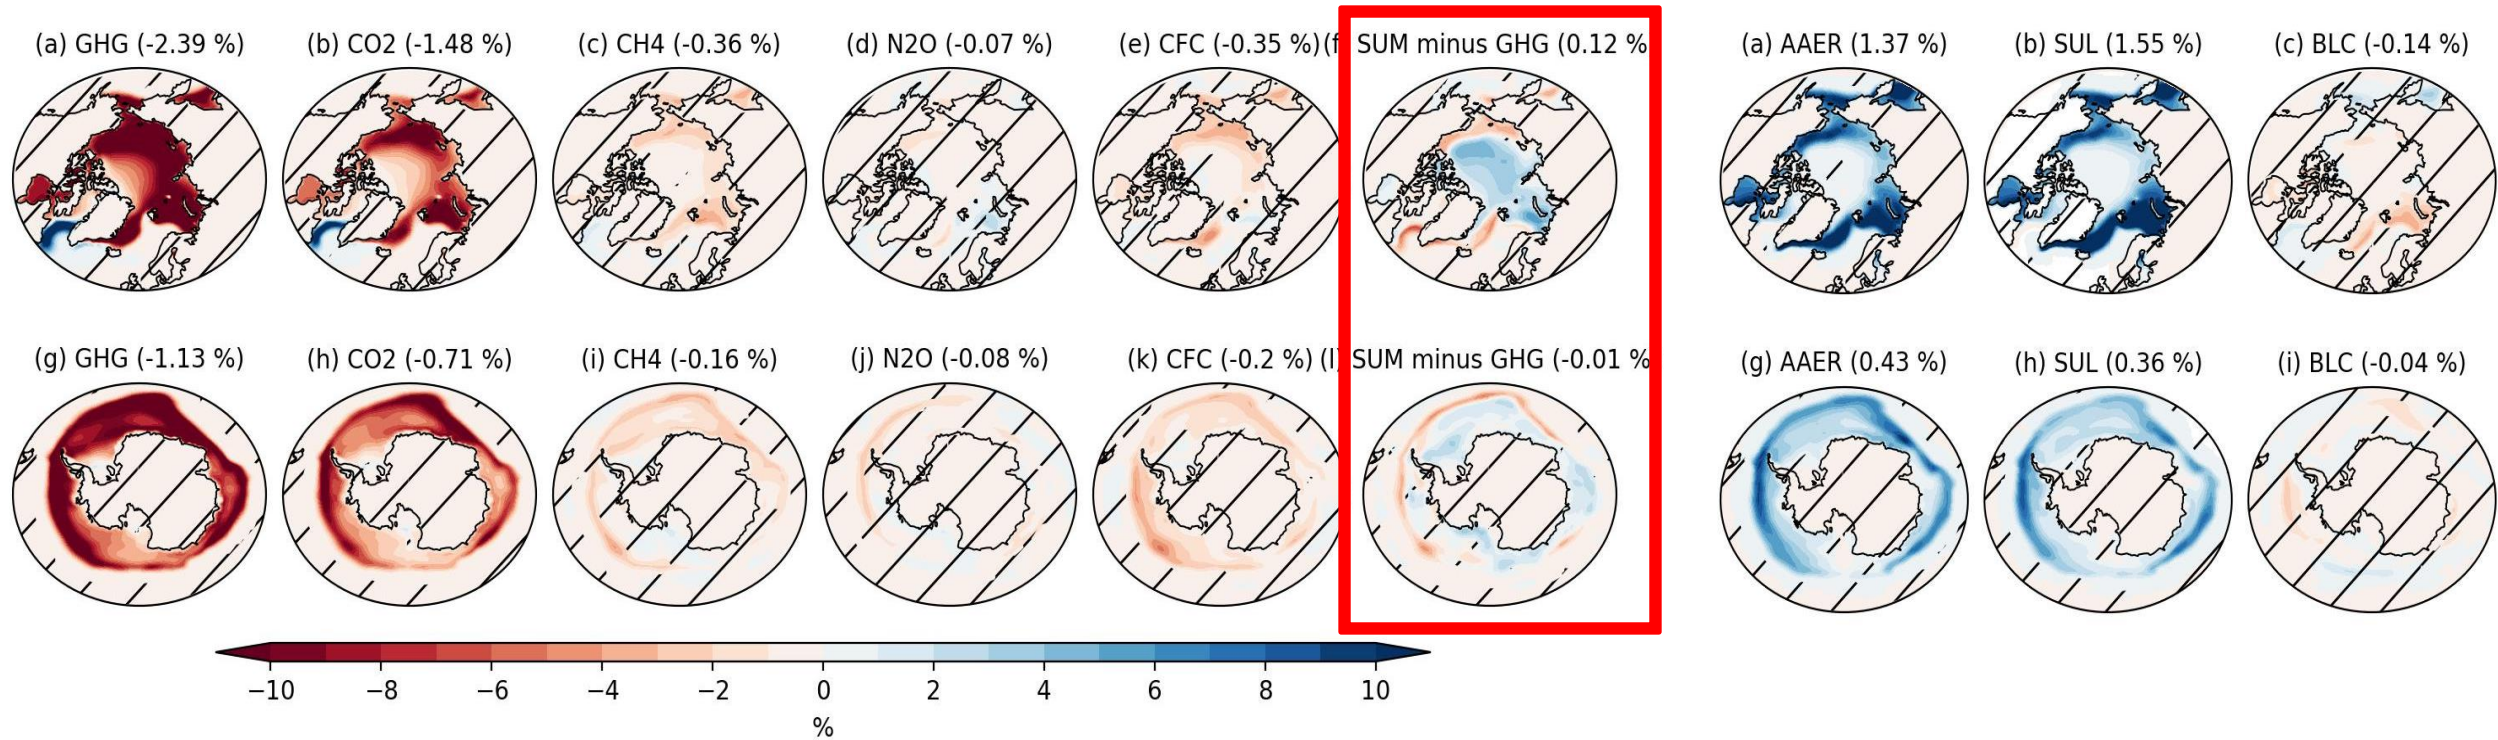 (a) GHG (-2.39 %)
(b) CO2 (-1.48 %)
(c) CH4 (-0.36 %)
(d) N2O (-0.07 %)
(e) CFC (-0.35 %)
(f SUM minus GHG (0.12 %
(a) AAER (1.37 %)
(b) SUL (1.55 %)
(c) BLC (-0.14 %)
(g) GHG (-1.13 %)
(h) CO2 (-0.71 %)
(i) CH4 (-0.16 %)
(j) N2O (-0.08 %)
(k) CFC (-0.2 %)
(l) SUM minus GHG (-0.01 %
(g) AAER (0.43 %)
(h) SUL (0.36 %)
(i) BLC (-0.04 %)
−10 −8 −6 −4 −2 0 2 4 6 8 10
%